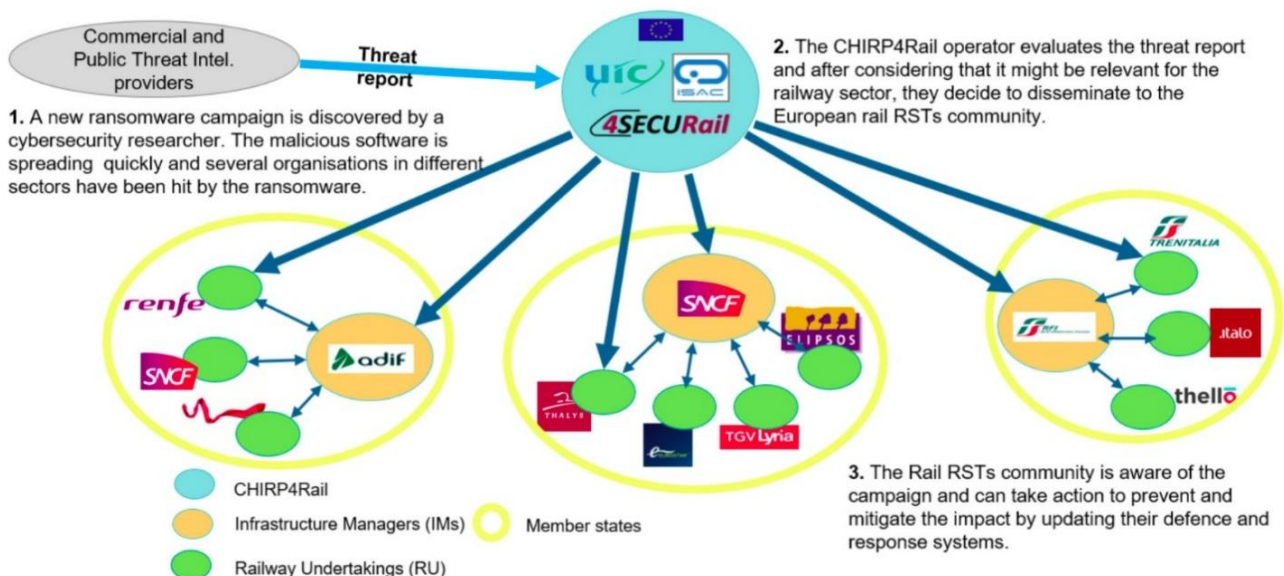 Commercial and
Public Threat Intel.
providers
Threat
report
uic
ISAC
4SECURail
1. A new ransomware campaign is discovered by a
cybersecurity researcher. The malicious software is
spreading quickly and several organisations in different
sectors have been hit by the ransomware.
2. The CHIRP4Rail operator evaluates the threat report
and after considering that it might be relevant for the
railway sector, they decide to disseminate to the
European rail RSTs community.
renfe
SNCF
adif
SNCF
ELIPSOS
THALYS
TGV Lyria
TRENITALIA
RFI
.italo
thello
3. The Rail RSTs community is aware of the
campaign and can take action to prevent and
mitigate the impact by updating their defence and
response systems.
CHIRP4Rail
Infrastructure Managers (IMs)
Member states
Railway Undertakings (RU)